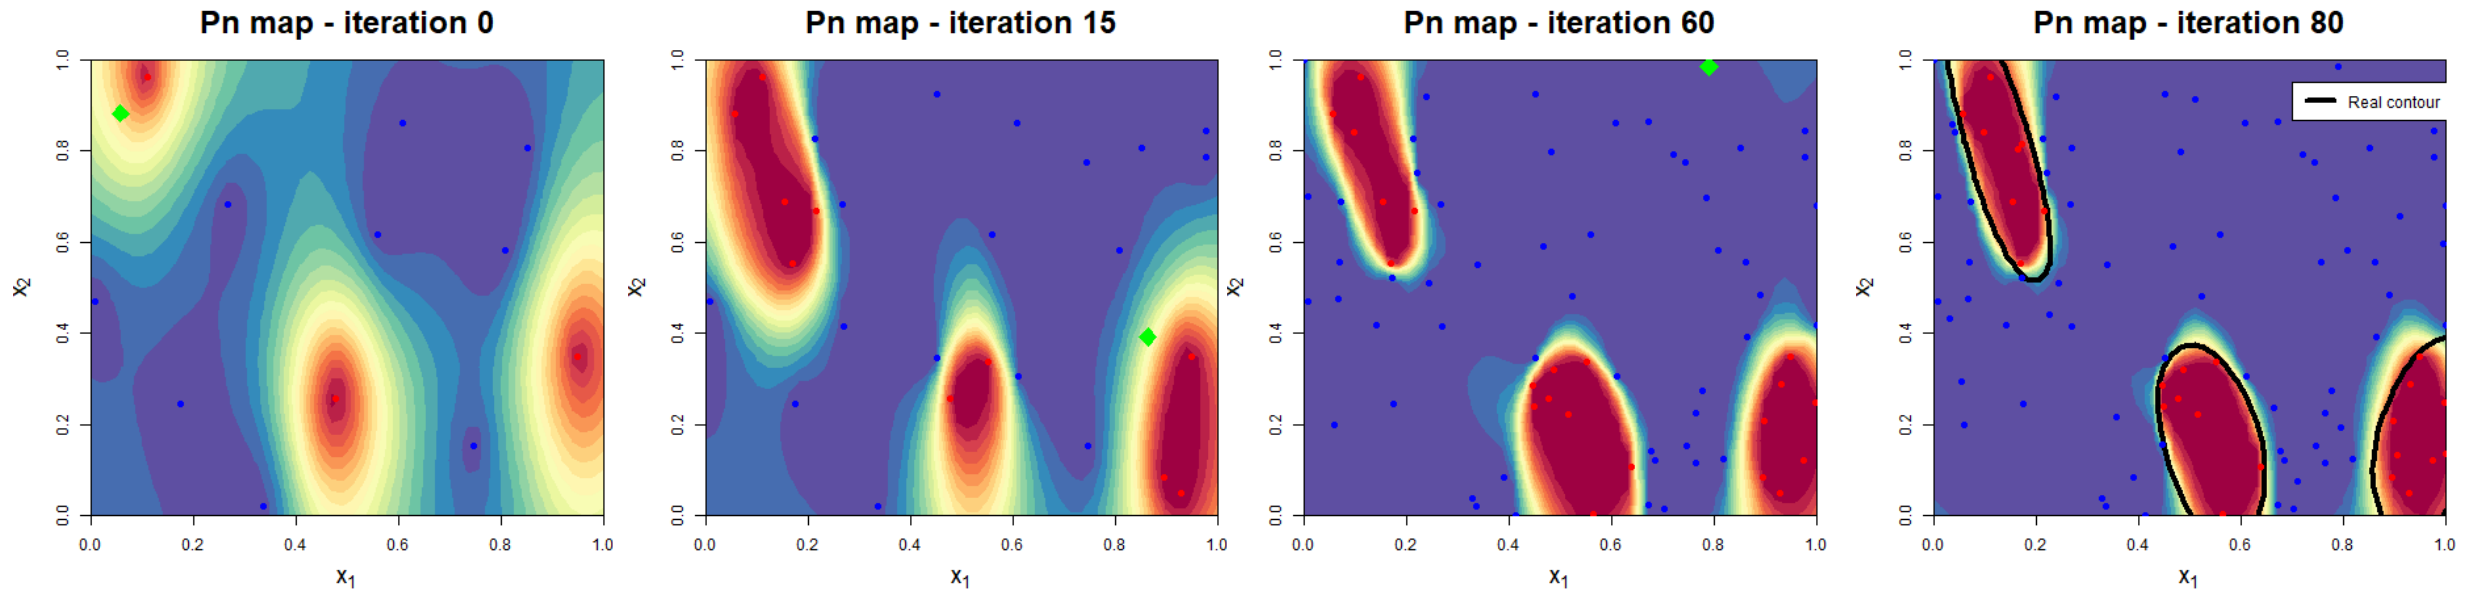 Pn map - iteration 0
1.0
0.8
0.6
0.4
0.2
0.0
x2
0.0 0.2 0.4 0.6 0.8 1.0
x1
Pn map - iteration 15
1.0
0.8
0.6
0.4
0.2
0.0
x2
0.0 0.2 0.4 0.6 0.8 1.0
x1
Pn map - iteration 60
1.0
0.8
0.6
0.4
0.2
0.0
x2
0.0 0.2 0.4 0.6 0.8 1.0
x1
Pn map - iteration 80
Real contour
1.0
0.8
0.6
0.4
0.2
0.0
x2
0.0 0.2 0.4 0.6 0.8 1.0
x1